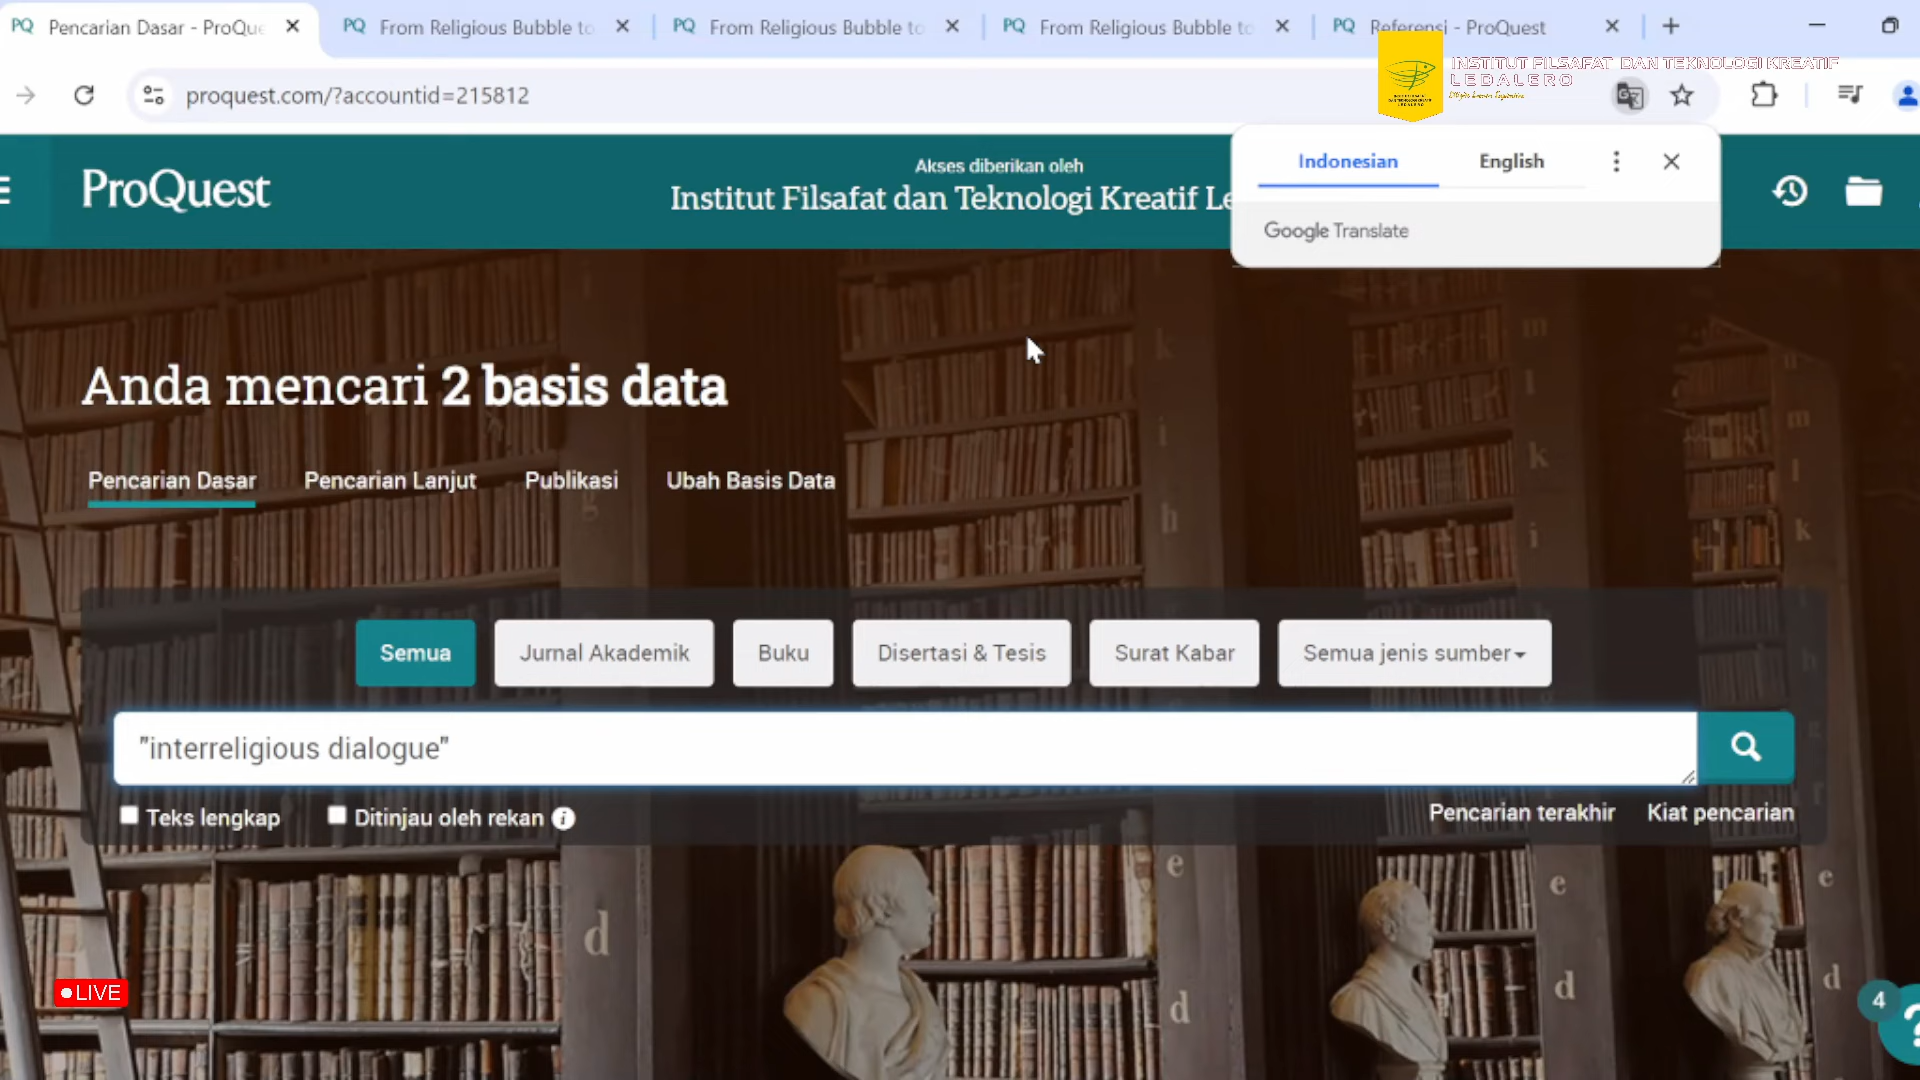 Pencarian Dasar - ProQue
From Religious Bubble to
From Religious Bubble to
From Religious Bubble to
Referensi - ProQuest
proquest.com/?accountid=215812
INSTITUT FILSAFAT DAN TEKNOLOGI KREATIF
LEDALERO
Indonesian
English
Google Translate
ProQuest
Akses diberikan oleh
Institut Filsafat dan Teknologi Kreatif Le
Anda mencari 2 basis data
Pencarian Dasar
Pencarian Lanjut
Publikasi
Ubah Basis Data
Semua
Jurnal Akademik
Buku
Disertasi & Tesis
Surat Kabar
Semua jenis sumber
"interreligious dialogue"
Teks lengkap
Ditinjau oleh rekan
Pencarian terakhir
Kiat pencarian
LIVE
4